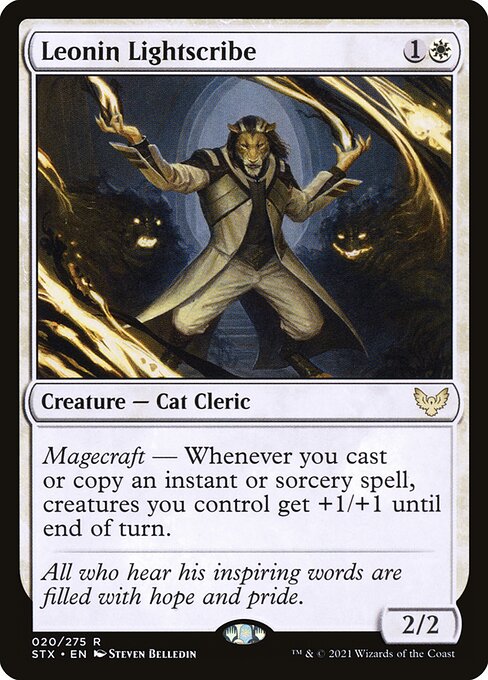 Leonin Lightscribe 1
Creature — Cat Cleric
Magecraft — Whenever you cast
or copy an instant or sorcery spell,
creatures you control get +1/+1 until
end of turn.
All who hear his inspiring words are
filled with hope and pride.
2/2
020/275 R
STX • EN Steven Belledin
™ & © 2021 Wizards of the Coast